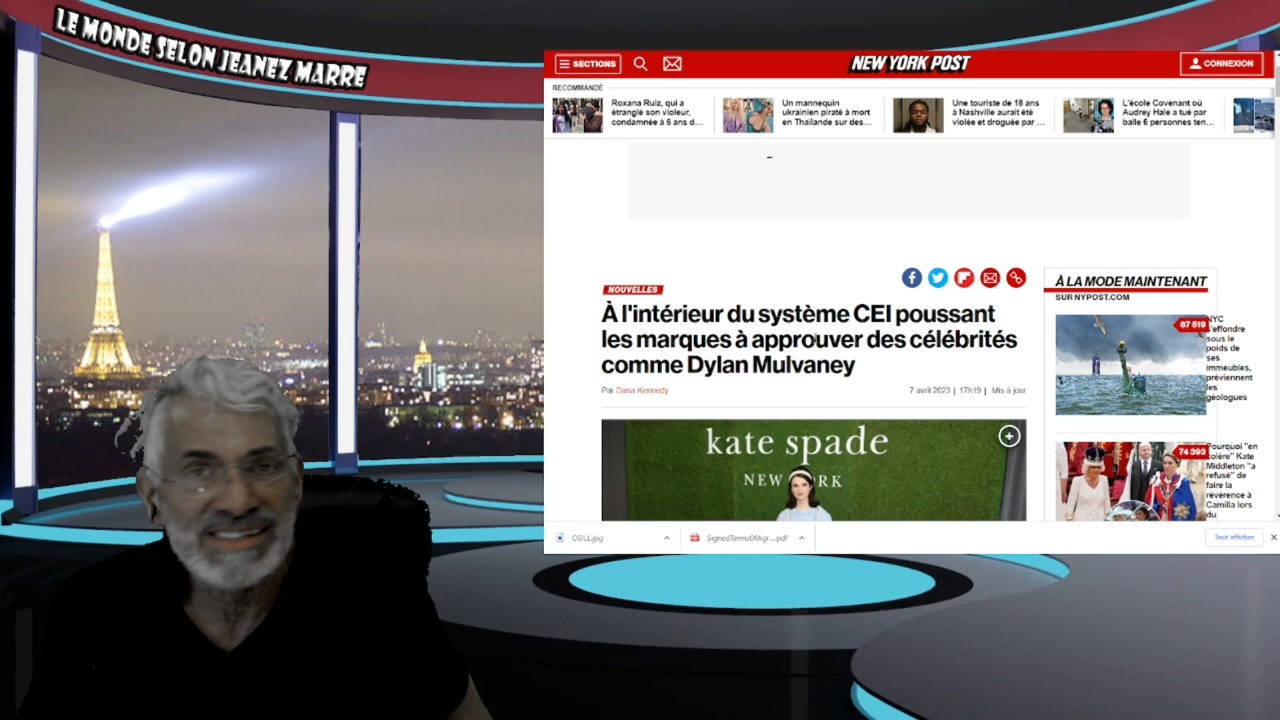 LE MONDE SELON JEANEZ MARRE
SECTIONS
NEW YORK POST
CONNEXION
RECOMMANDÉ
Roxana Ruiz, qui a
étranglé son violeur,
condamnée à 6 ans d...
Un mannequin
ukrainien piraté à mort
en Thaïlande sur des...
Une touriste de 18 ans
à Nashville aurait été
violée et droguée par ...
L'école Covenant où
Audrey Hale a tué par
balle 6 personnes ten...
NOUVELLES
À l'intérieur du système CEI poussant
les marques à approuver des célébrités
comme Dylan Mulvaney
Par Dana Kennedy
7 avril 2023 | 17h19 | Mis à jour
kate spade
NEW YORK
À LA MODE MAINTENANT
SUR NYPOST.COM
87 519
NYC
s'effondre
sous le
poids de
ses
immeubles,
préviennent
les
géologues
74 393
Pourquoi "en
colère" Kate
Middleton "a
refusé" de
faire la
révérence à
Camilla lors
du
OEILL.jpg
SignedTermsOfAgr....pdf
Tout afficher